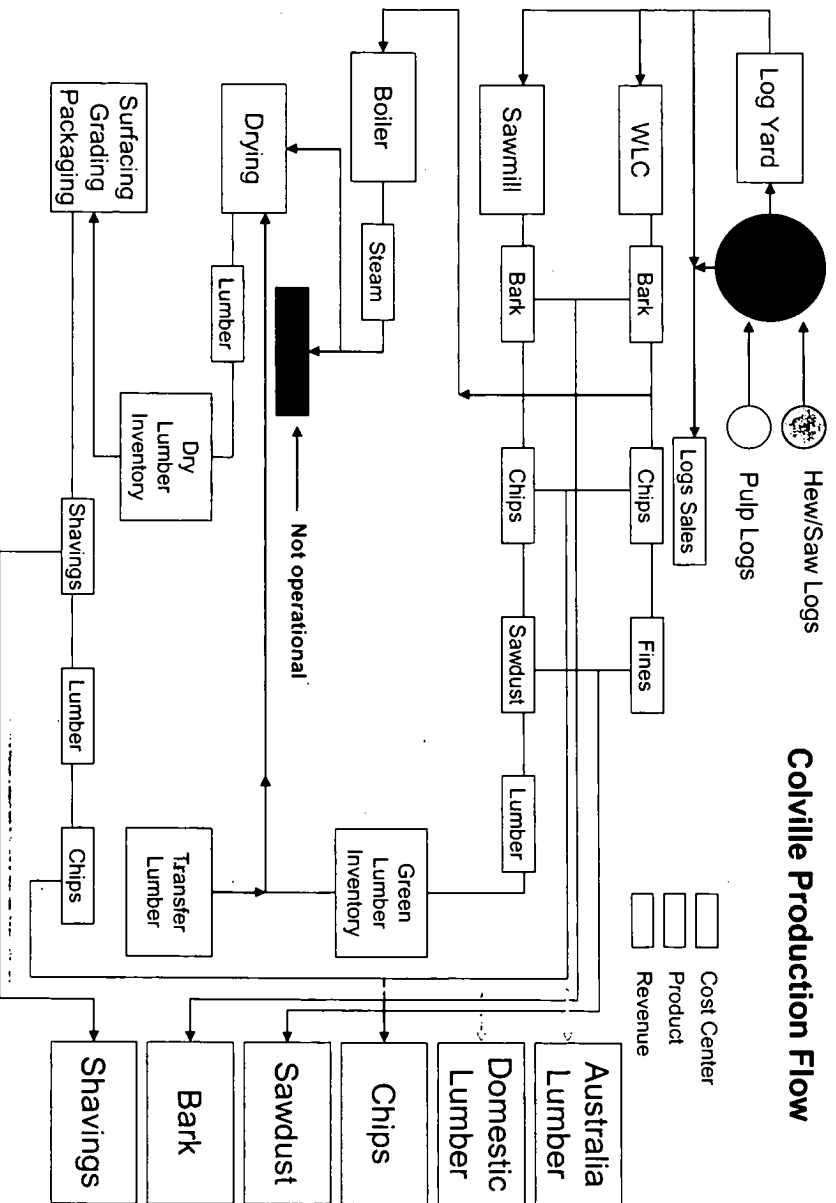 Colville Production Flow
Hew/Saw Logs
Pulp Logs
Log Yard
Logs Sales
Cost Center
Product
Revenue
WLC
Bark
Chips
Fines
Sawmill
Bark
Chips
Sawdust
Lumber
Boiler
Steam
Drying
Lumber
Not operational
Dry
Lumber
Inventory
Green
Lumber
Inventory
Transfer
Lumber
Surfacing
Grading
Packaging
Shavings
Lumber
Chips
Australia
Lumber
Domestic
Lumber
Chips
Sawdust
Bark
Shavings